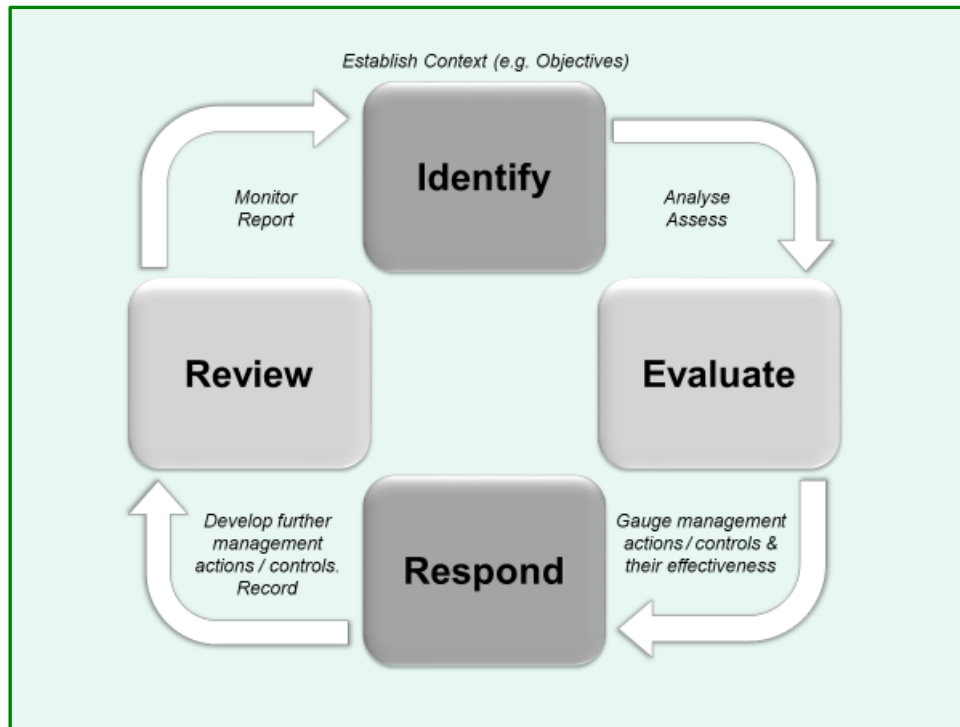 Establish Context (e.g. Objectives)
Identify
Monitor
Report
Analyse
Assess
Review
Evaluate
Develop further
management
actions / controls.
Record
Respond
Gauge management
actions / controls &
their effectiveness